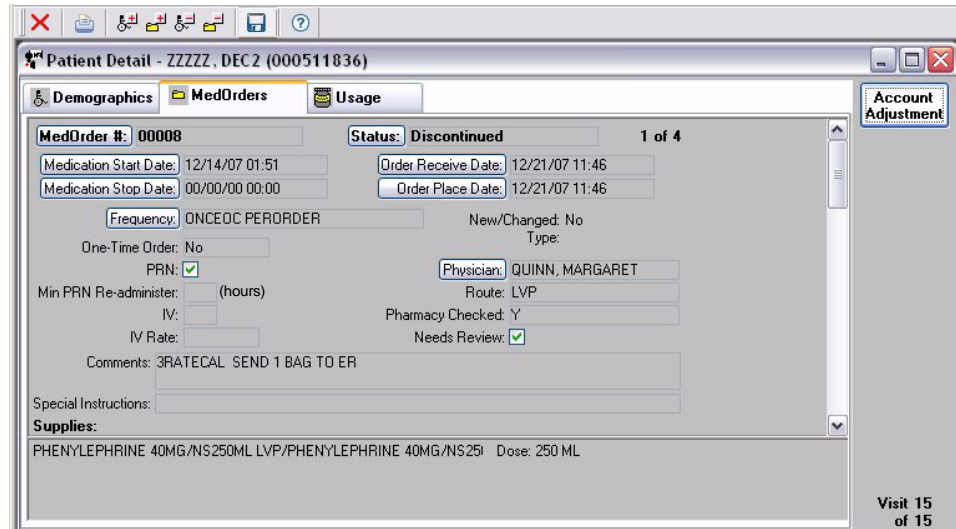 Patient Detail - ZZZZZ, DEC2 (000511836)
Demographics MedOrders Usage
Account
Adjustment
MedOrder #: 00008 Status: Discontinued 1 of 4
Medication Start Date: 12/14/07 01:51 Order Receive Date: 12/21/07 11:46
Medication Stop Date: 00/00/00 00:00 Order Place Date: 12/21/07 11:46
Frequency: ONCEOC PERORDER New/Changed: No
Type:
One-Time Order: No
PRN: Physician: QUINN, MARGARET
Min PRN Re-administer: (hours) Route: LVP
IV: Pharmacy Checked: Y
IV Rate: Needs Review:
Comments: 3RATECAL SEND 1 BAG TO ER
Special Instructions:
Supplies:
PHENYLEPHRINE 40MG/NS250ML LVP/PHENYLEPHRINE 40MG/NS25 Dose: 250 ML
Visit 15
of 15